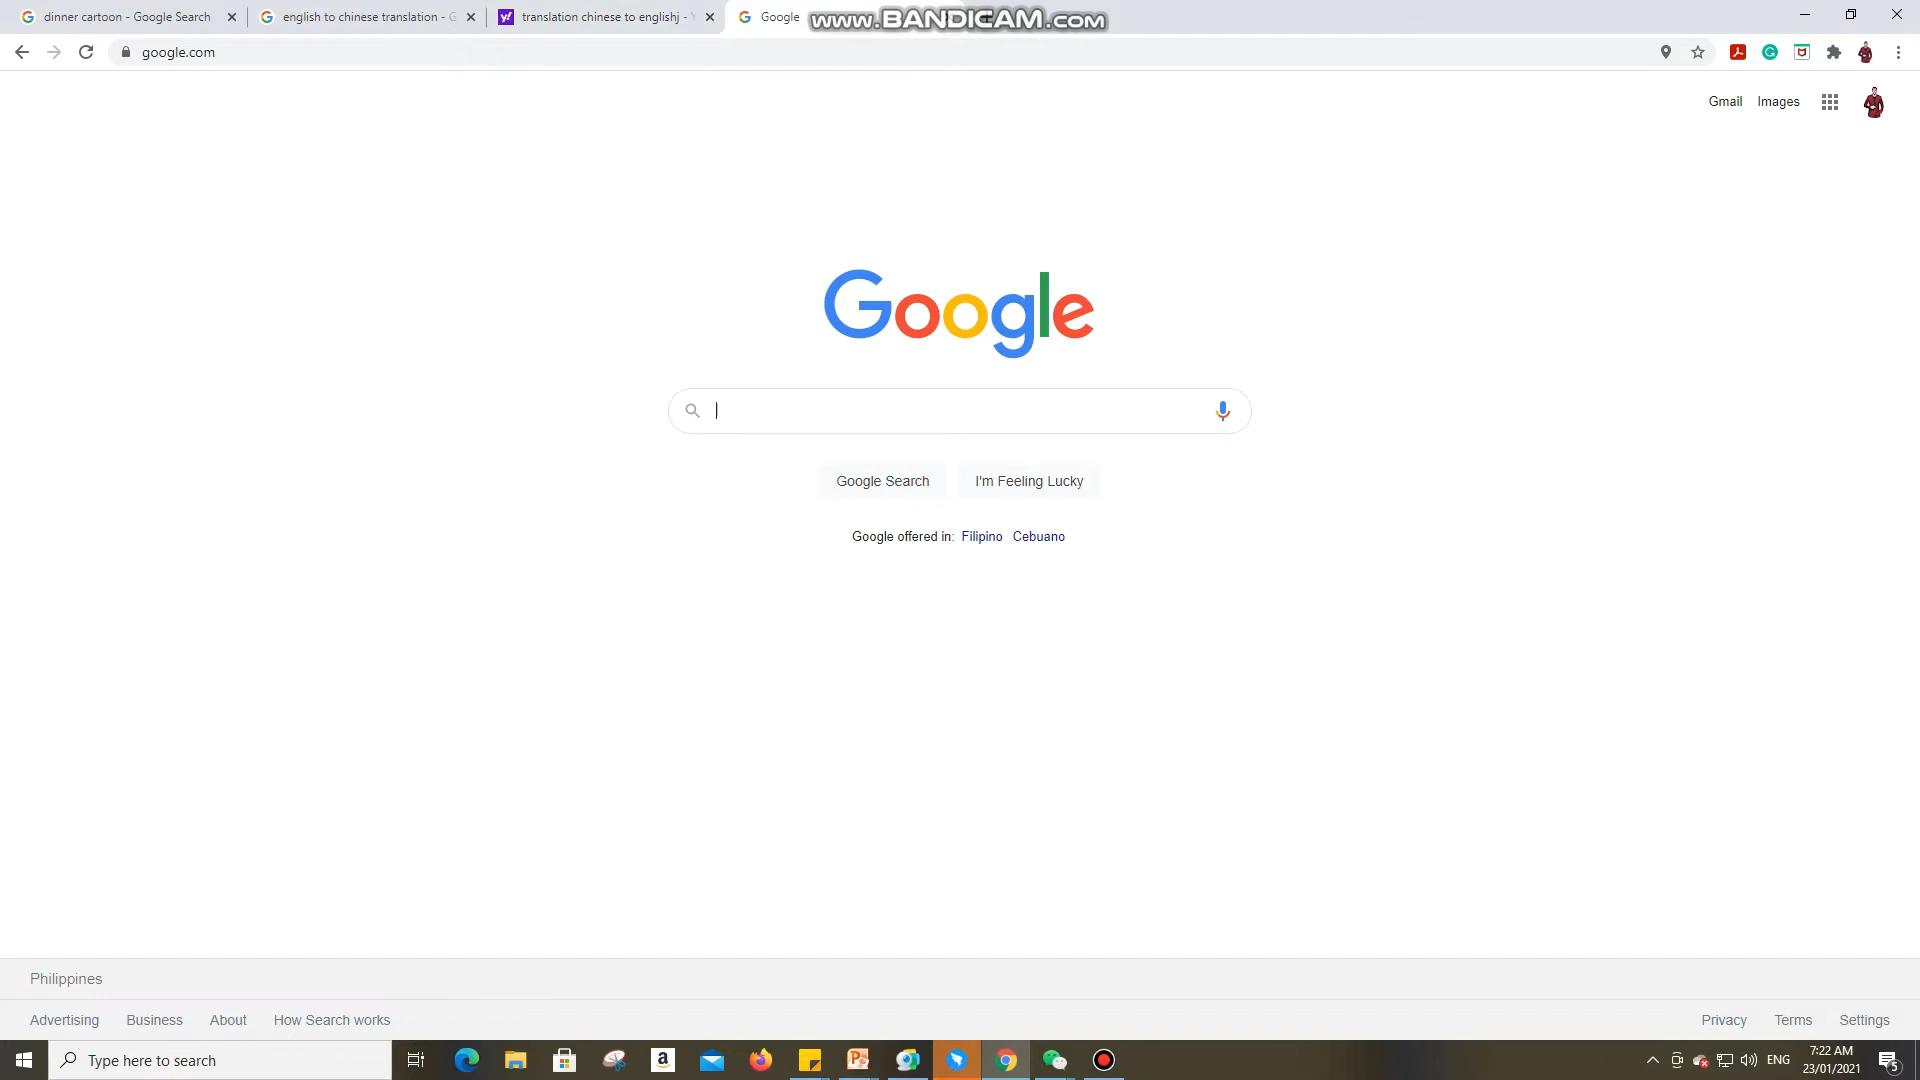 dinner cartoon - Google Search
english to chinese translation - G
translation chinese to englishj - Y
Google
www.BANDICAM.com
google.com
Gmail
Images
Google
Google Search
I'm Feeling Lucky
Google offered in: Filipino Cebuano
Philippines
Advertising
Business
About
How Search works
Privacy
Terms
Settings
Type here to search
ENG
7:22 AM
23/01/2021
5